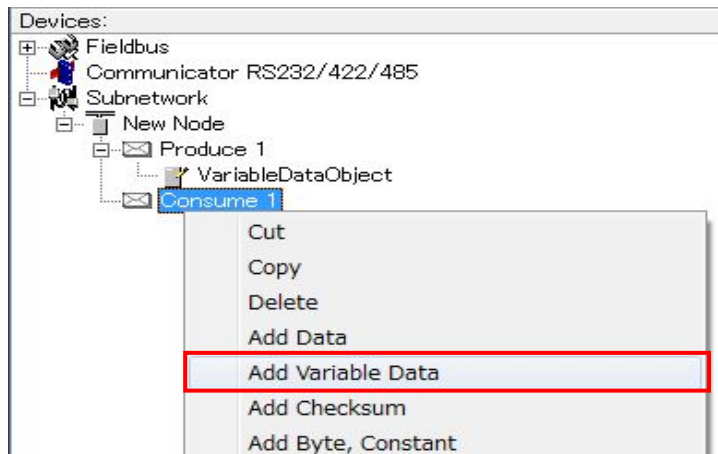 Devices:
Fieldbus
Communicator RS232/422/485
Subnetwork
New Node
Produce 1
VariableDataObject
Consume 1
Cut
Copy
Delete
Add Data
Add Variable Data
Add Checksum
Add Byte, Constant